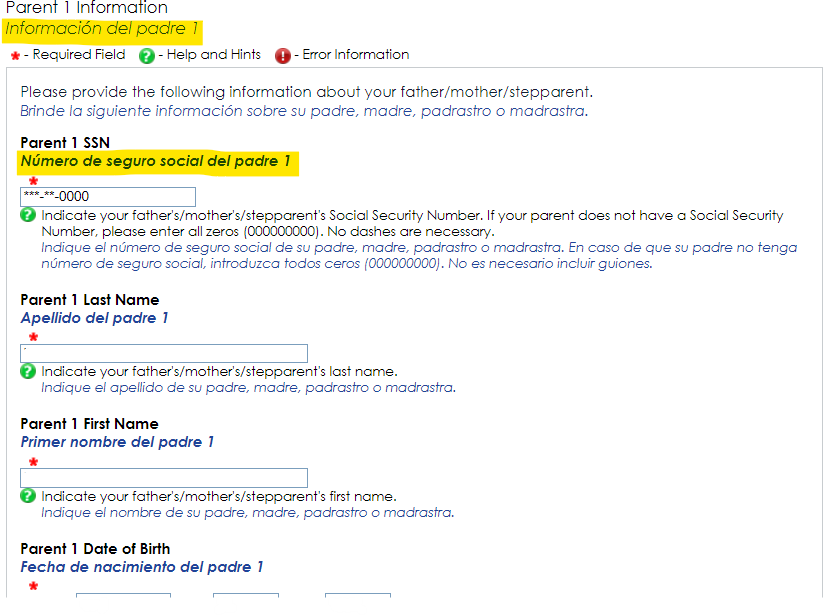 Parent 1 Information
Información del padre 1
* - Required Field ? - Help and Hints ! - Error Information
Please provide the following information about your father/mother/stepparent.
Brinde la siguiente información sobre su padre, madre, padrastro o madrastra.
Parent 1 SSN
Número de seguro social del padre 1
*
***-**-0000
? Indicate your father's/mother's/stepparent's Social Security Number. If your parent does not have a Social Security
Number, please enter all zeros (000000000). No dashes are necessary.
Indique el número de seguro social de su padre, madre, padrastro o madrastra. En caso de que su padre no tenga
número de seguro social, introduzca todos ceros (000000000). No es necesario incluir guiones.
Parent 1 Last Name
Apellido del padre 1
*
? Indicate your father's/mother's/stepparent's last name.
Indique el apellido de su padre, madre, padrastro o madrastra.
Parent 1 First Name
Primer nombre del padre 1
*
? Indicate your father's/mother's/stepparent's first name.
Indique el nombre de su padre, madre, padrastro o madrastra.
Parent 1 Date of Birth
Fecha de nacimiento del padre 1
*